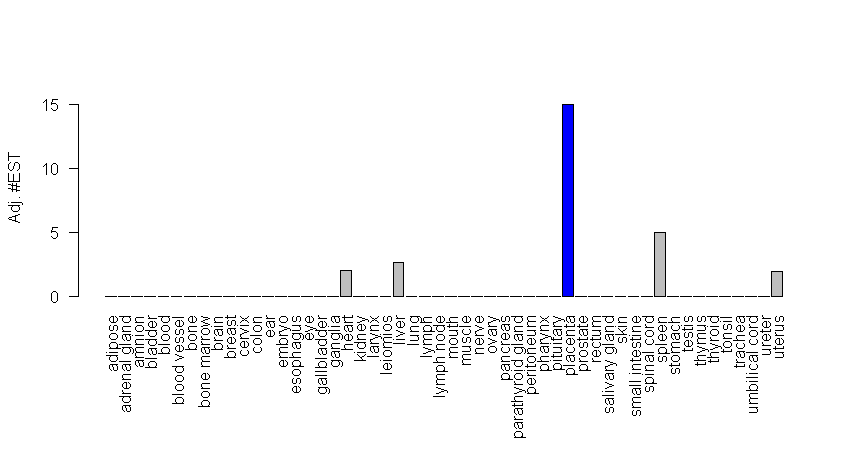 Adj. #EST
15
10
5
0
adipose
adrenal gland
amnion
bladder
blood
blood vessel
bone
bone marrow
brain
breast
cervix
colon
ear
embryo
esophagus
eye
gallbladder
ganglia
heart
kidney
larynx
leiomios
liver
lung
lymph
lymph node
mouth
muscle
nerve
ovary
pancreas
parathyroid gland
peritoneum
pharynx
pituitary
placenta
prostate
rectum
salivary gland
skin
small intestine
spinal cord
spleen
stomach
testis
thymus
thyroid
tonsil
trachea
umbilical cord
ureter
uterus